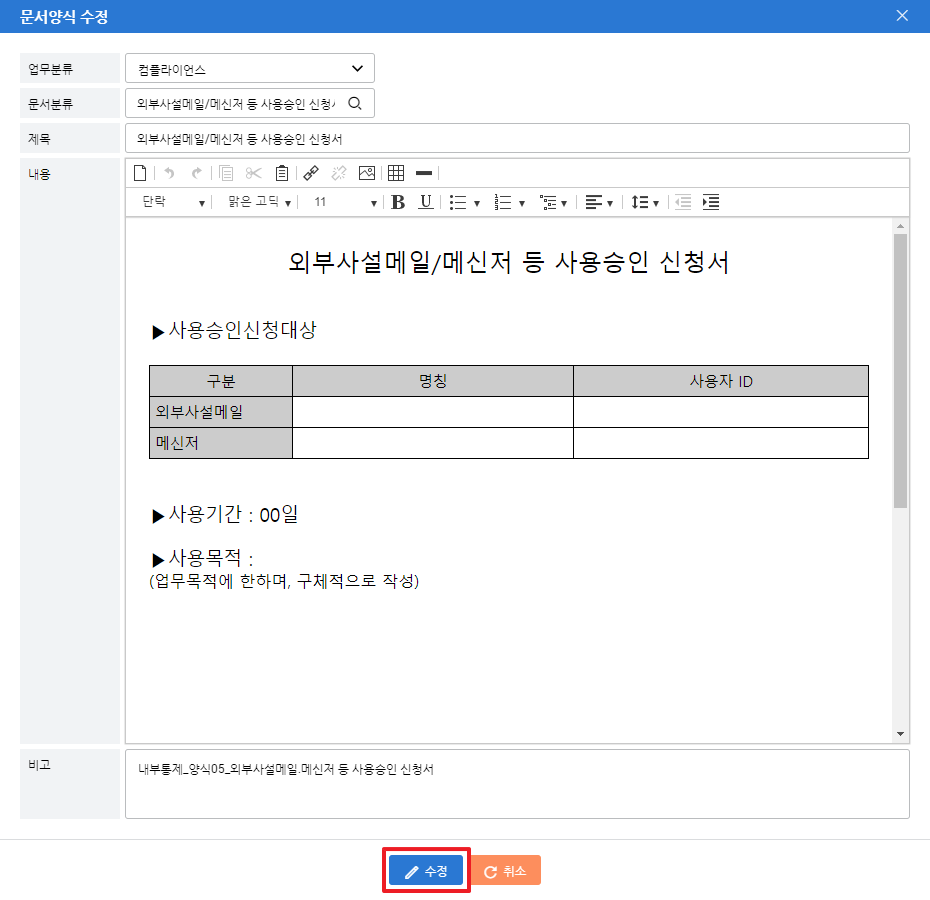 문서양식 수정
업무분류
컴플라이언스
문서분류
외부사설메일/메신저 등 사용승인 신청
제목
외부사설메일/메신저 등 사용승인 신청서
내용
단락 맑은 고딕 11 B U
외부사설메일/메신저 등 사용승인 신청서
▶사용승인신청대상
구분 명칭 사용자 ID
외부사설메일
메신저
▶사용기간 : 00일
▶사용목적 :
(업무목적에 한하며, 구체적으로 작성)
비고
내부통제_양식05_외부사설메일.메신저 등 사용승인 신청서
수정 취소